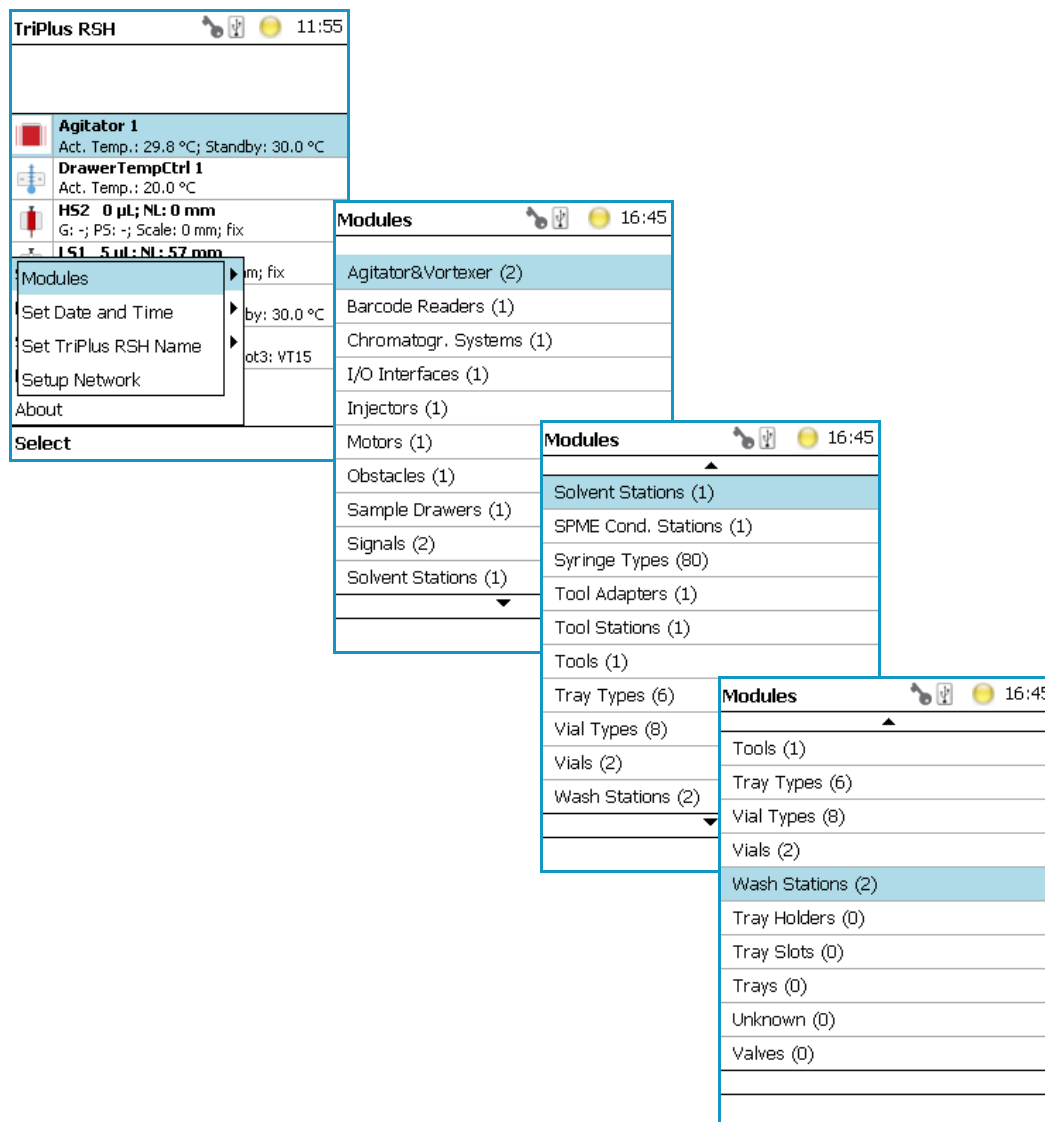 TriPlus RSH 11:55
Agitator 1
Act. Temp.: 29.8 °C; Standby: 30.0 °C
DrawerTempCtrl 1
Act. Temp.: 20.0 °C
HS2 0 µL; NL: 0 mm
G: -; PS: -; Scale: 0 mm; fix
LS1 5 µL; NL: 57 mm
m; fix
by: 30.0 °C
ot3: VT15
Modules
Set Date and Time
Set TriPlus RSH Name
Setup Network
About
Select
Modules 16:45
Agitator&Vortexer (2)
Barcode Readers (1)
Chromatogr. Systems (1)
I/O Interfaces (1)
Injectors (1)
Motors (1)
Obstacles (1)
Sample Drawers (1)
Signals (2)
Solvent Stations (1)
Modules 16:45
Solvent Stations (1)
SPME Cond. Stations (1)
Syringe Types (80)
Tool Adapters (1)
Tool Stations (1)
Tools (1)
Tray Types (6)
Vial Types (8)
Vials (2)
Wash Stations (2)
Modules 16:45
Tools (1)
Tray Types (6)
Vial Types (8)
Vials (2)
Wash Stations (2)
Tray Holders (0)
Tray Slots (0)
Trays (0)
Unknown (0)
Valves (0)